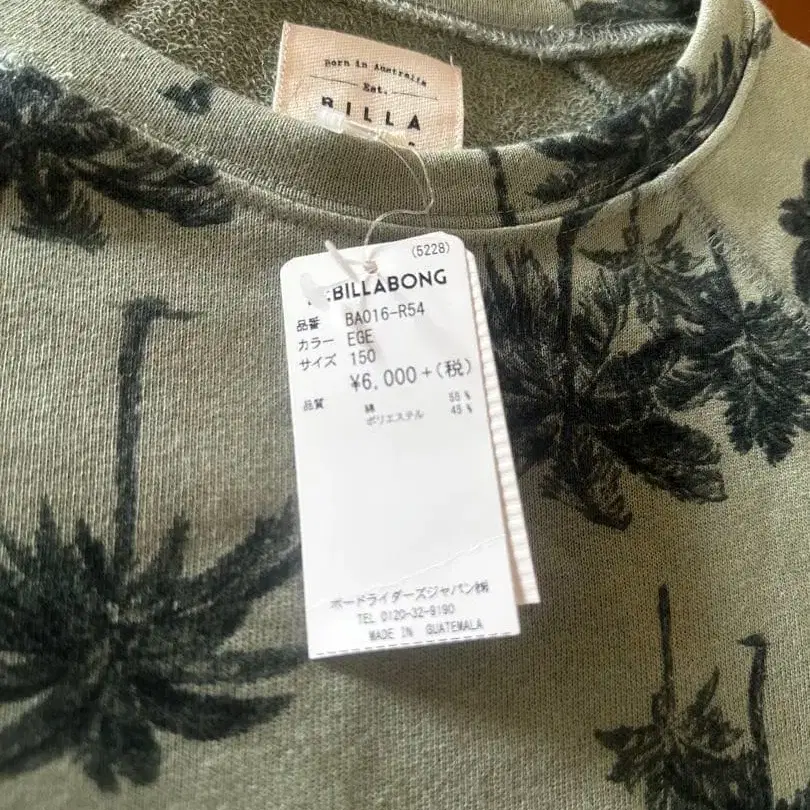 Born in Australia
Est.
BILLA
(5228)
BILLABONG
品番 BA016-R54
カラー EGE
サイズ 150
¥6,000+(税)
品質 綿 55%
ポリエステル 45%
ボードライダーズジャパン㈱
TEL 0120-32-9190
MADE IN GUATEMALA